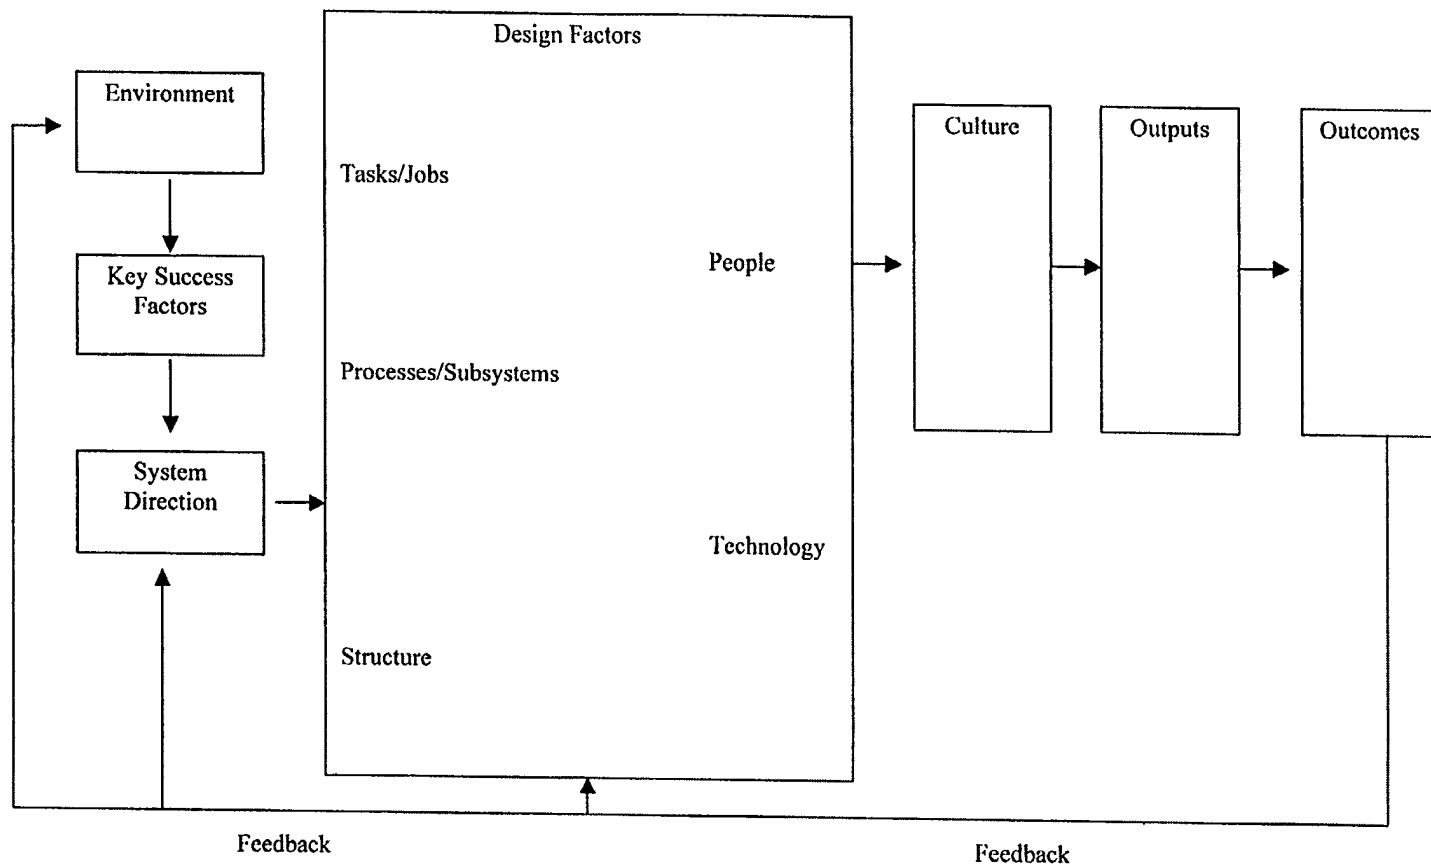 Design Factors
Environment
Key Success
Factors
System
Direction
Tasks/Jobs
People
Processes/Subsystems
Technology
Structure
Culture
Outputs
Outcomes
Feedback
Feedback